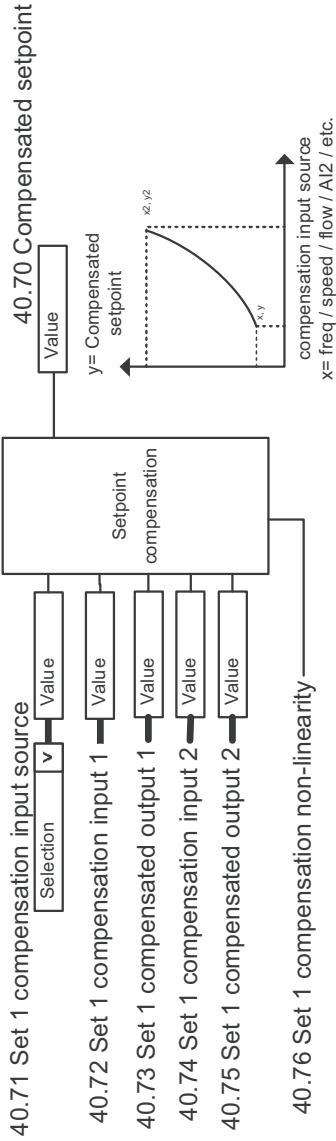 40.71 Set 1 compensation input source
Selection
v
Value
40.72 Set 1 compensation input 1
Value
40.73 Set 1 compensated output 1
Value
40.74 Set 1 compensation input 2
Value
40.75 Set 1 compensated output 2
Value
40.76 Set 1 compensation non-linearity
Setpoint
compensation
40.70 Compensated setpoint
Value
y= Compensated
setpoint
x2, y2
x, y
compensation input source
x= freq / speed / flow / AI2 / etc.